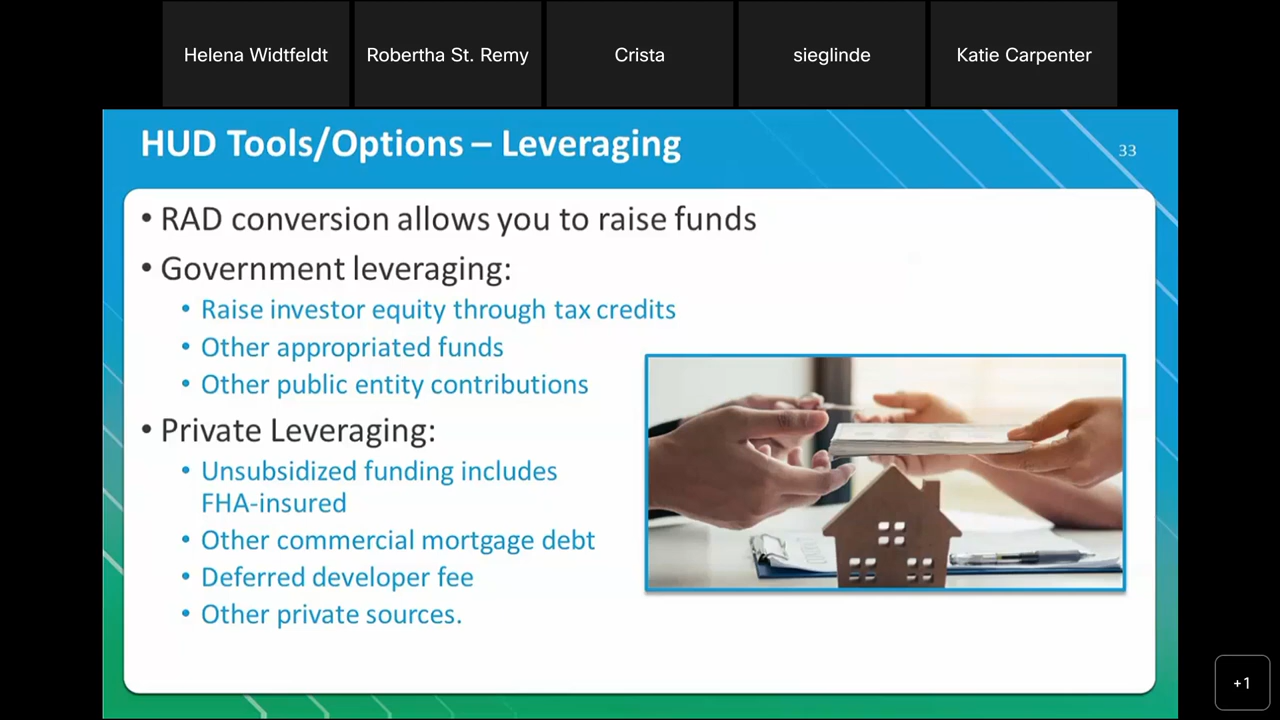 Helena Widtfeldt
Robertha St. Remy
Crista
sieglinde
Katie Carpenter
HUD Tools/Options – Leveraging
33
• RAD conversion allows you to raise funds
• Government leveraging:
• Raise investor equity through tax credits
• Other appropriated funds
• Other public entity contributions
• Private Leveraging:
• Unsubsidized funding includes
FHA-insured
• Other commercial mortgage debt
• Deferred developer fee
• Other private sources.
+1